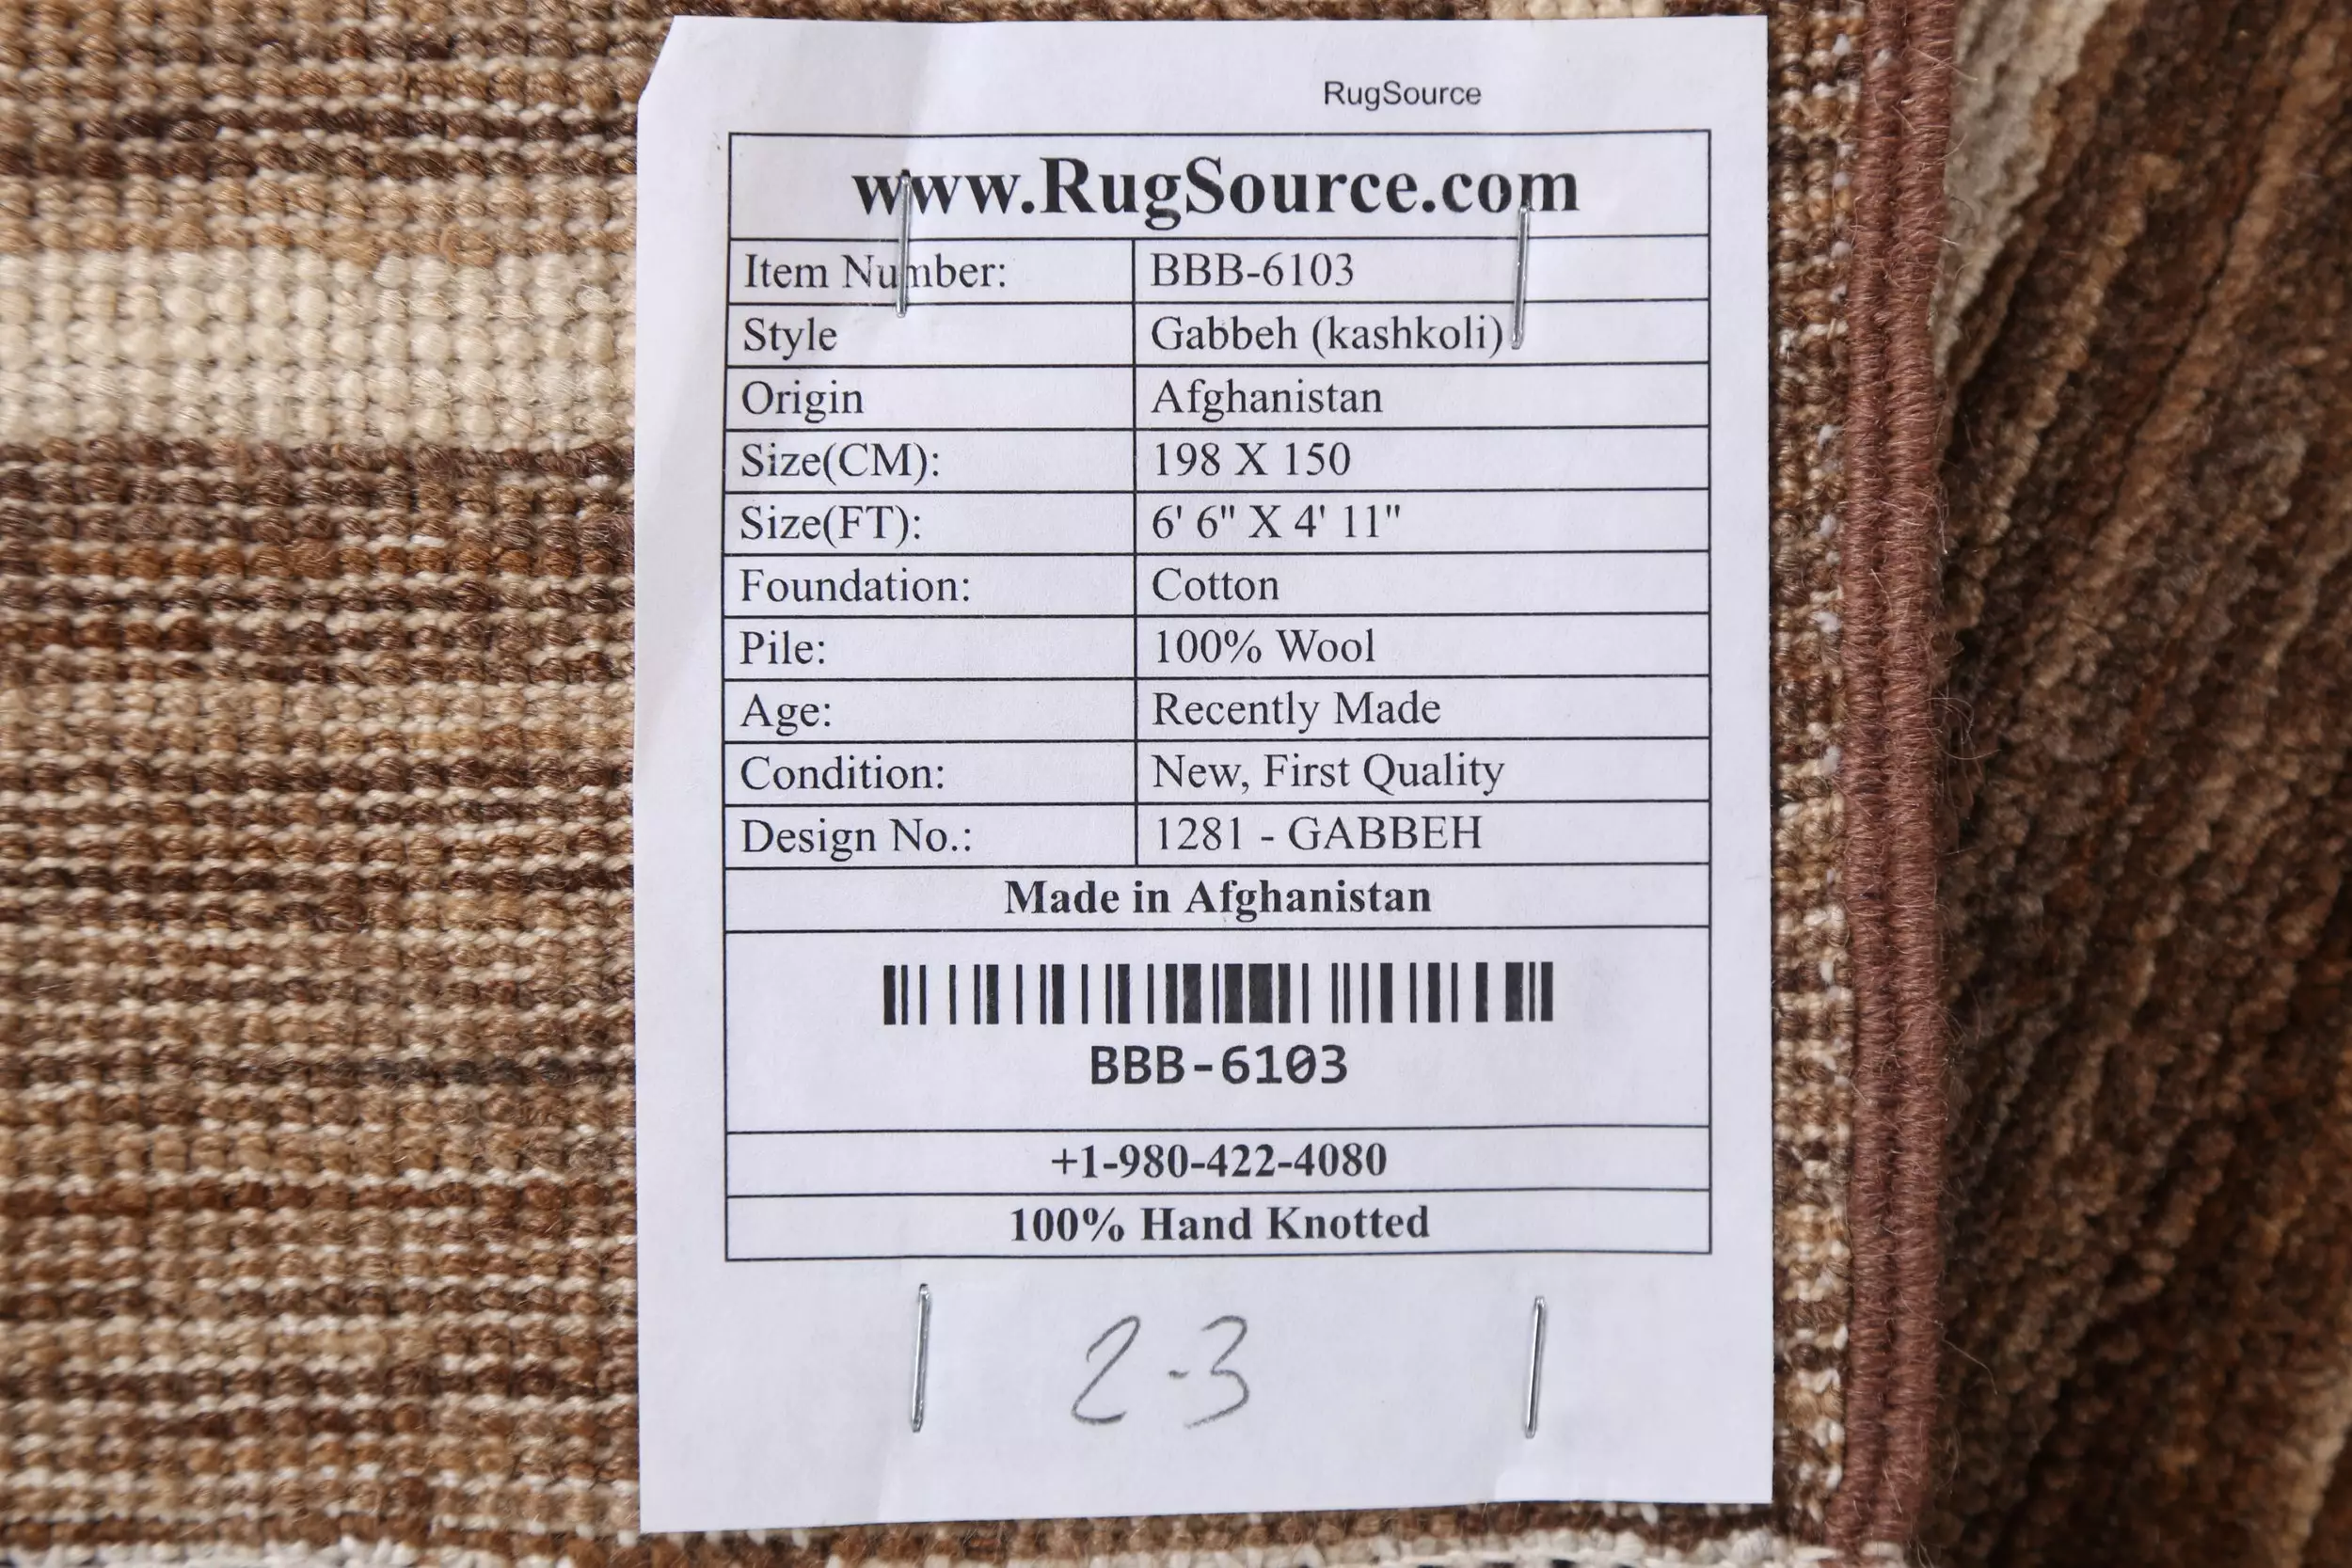 RugSource
www.RugSource.com
Item Number: BBB-6103
Style Gabbeh (kashkoli)
Origin Afghanistan
Size(CM): 198 X 150
Size(FT): 6' 6" X 4' 11"
Foundation: Cotton
Pile: 100% Wool
Age: Recently Made
Condition: New, First Quality
Design No.: 1281 - GABBEH
Made in Afghanistan
BBB-6103
+1-980-422-4080
100% Hand Knotted
2-3